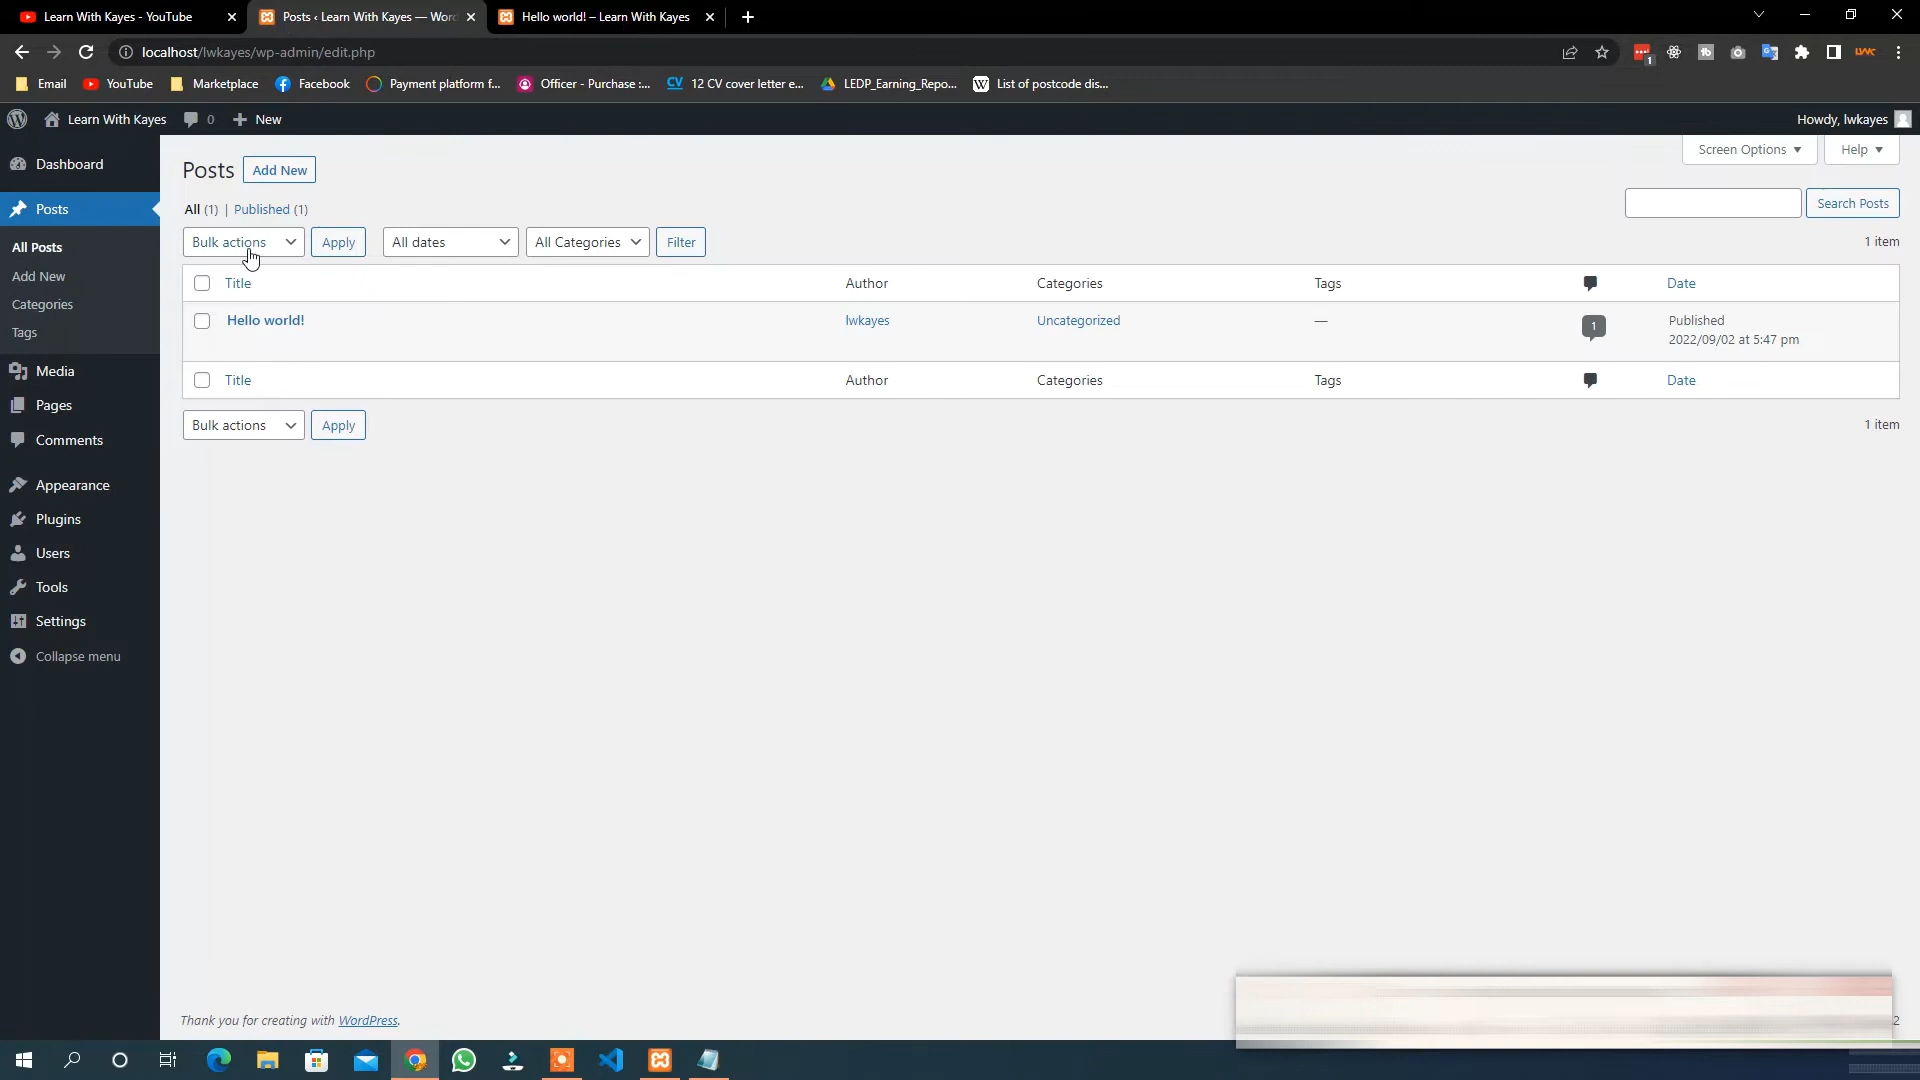 Learn With Kayes - YouTube
Posts ‹ Learn With Kayes — Wor
Hello world! – Learn With Kayes
localhost/lwkayes/wp-admin/edit.php
1
Email
YouTube
Marketplace
Facebook
Payment platform f...
Officer - Purchase :...
CV
12 CV cover letter e...
LEDP_Earning_Repo...
W
List of postcode dis...
Learn With Kayes
0
New
Howdy, lwkayes
Dashboard
Posts
All Posts
Add New
Categories
Tags
Media
Pages
Comments
Appearance
Plugins
Users
Tools
Settings
Collapse menu
Screen Options
Help
Posts
Add New
All (1) | Published (1)
Search Posts
Bulk actions
Apply
All dates
All Categories
Filter
1 item
Title
Author
Categories
Tags
Date
Hello world!
lwkayes
Uncategorized
—
1
Published
2022/09/02 at 5:47 pm
Title
Author
Categories
Tags
Date
Bulk actions
Apply
1 item
Thank you for creating with WordPress.